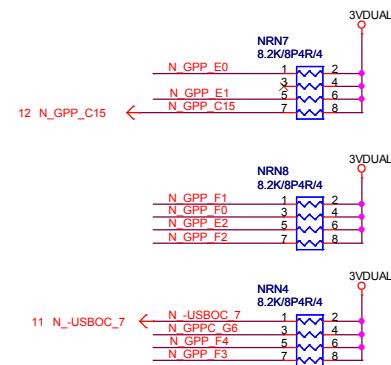 3VDUAL
NRN7
8.2K/8P4R/4
N_GPP_E0 1 2
3 4
N_GPP_E1 5 6
12 N_GPP_C15 N_GPP_C15 7 8
3VDUAL
NRN8
8.2K/8P4R/4
N_GPP_F1 1 2
N_GPP_F0 3 4
N_GPP_E2 5 6
N_GPP_F2 7 8
3VDUAL
NRN4
8.2K/8P4R/4
11 N_-USBOC_7 N_-USBOC_7 1 2
N_GPPC_G6 3 4
N_GPP_F4 5 6
N_GPP_F3 7 8